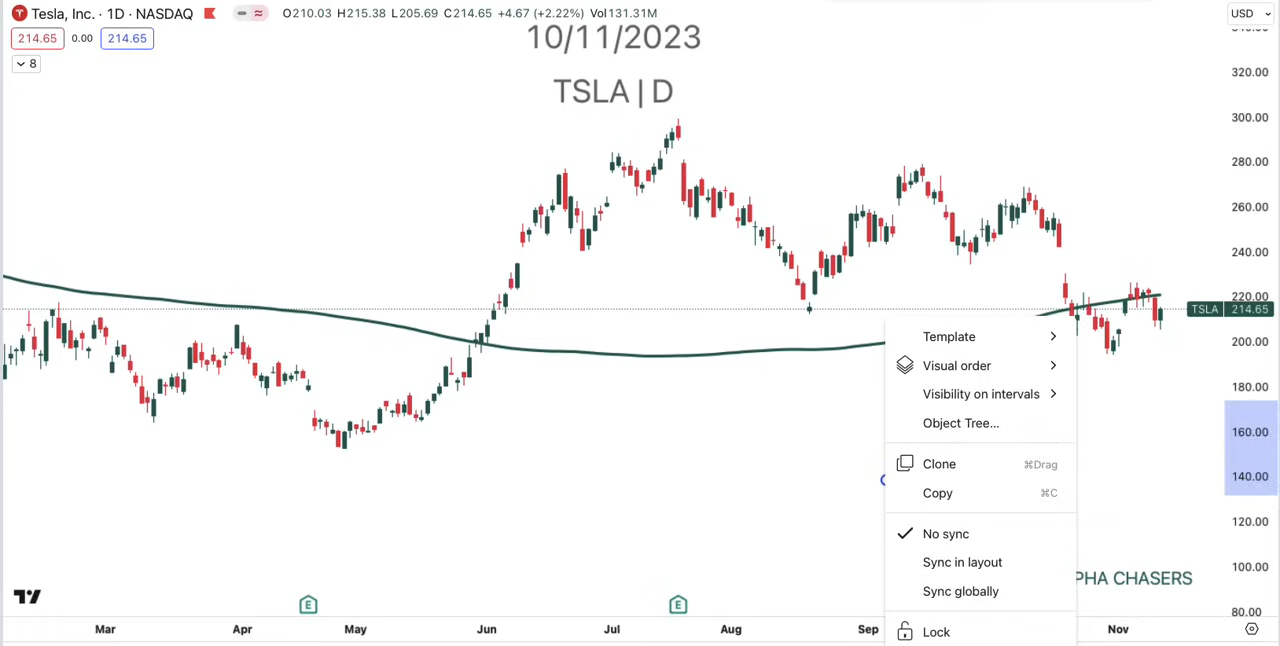 Tesla, Inc. · 1D · NASDAQ O210.03 H215.38 L205.69 C214.65 +4.67 (+2.22%) Vol131.31M
USD
214.65 0.00 214.65
8
10/11/2023
TSLA | D
320.00
300.00
280.00
260.00
240.00
220.00
TSLA 214.65
200.00
180.00
160.00
140.00
120.00
100.00
80.00
Template
Visual order
Visibility on intervals
Object Tree...
Clone ⌘Drag
Copy ⌘C
No sync
Sync in layout
Sync globally
Lock
PHA CHASERS
E E
Mar Apr May Jun Jul Aug Sep Nov